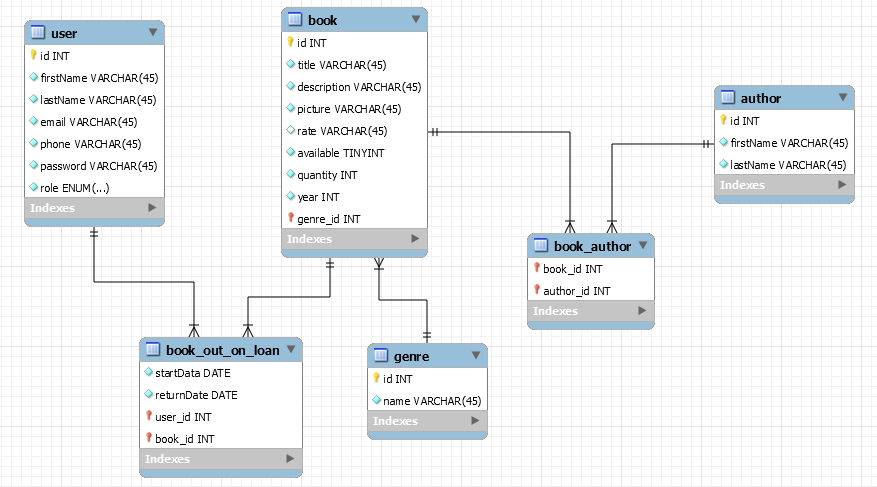 user
id INT
firstName VARCHAR(45)
lastName VARCHAR(45)
email VARCHAR(45)
phone VARCHAR(45)
password VARCHAR(45)
role ENUM(...)
Indexes
book
id INT
title VARCHAR(45)
description VARCHAR(45)
picture VARCHAR(45)
rate VARCHAR(45)
available TINYINT
quantity INT
year INT
genre_id INT
Indexes
author
id INT
firstName VARCHAR(45)
lastName VARCHAR(45)
Indexes
book_author
book_id INT
author_id INT
Indexes
book_out_on_loan
startData DATE
returnDate DATE
user_id INT
book_id INT
Indexes
genre
id INT
name VARCHAR(45)
Indexes